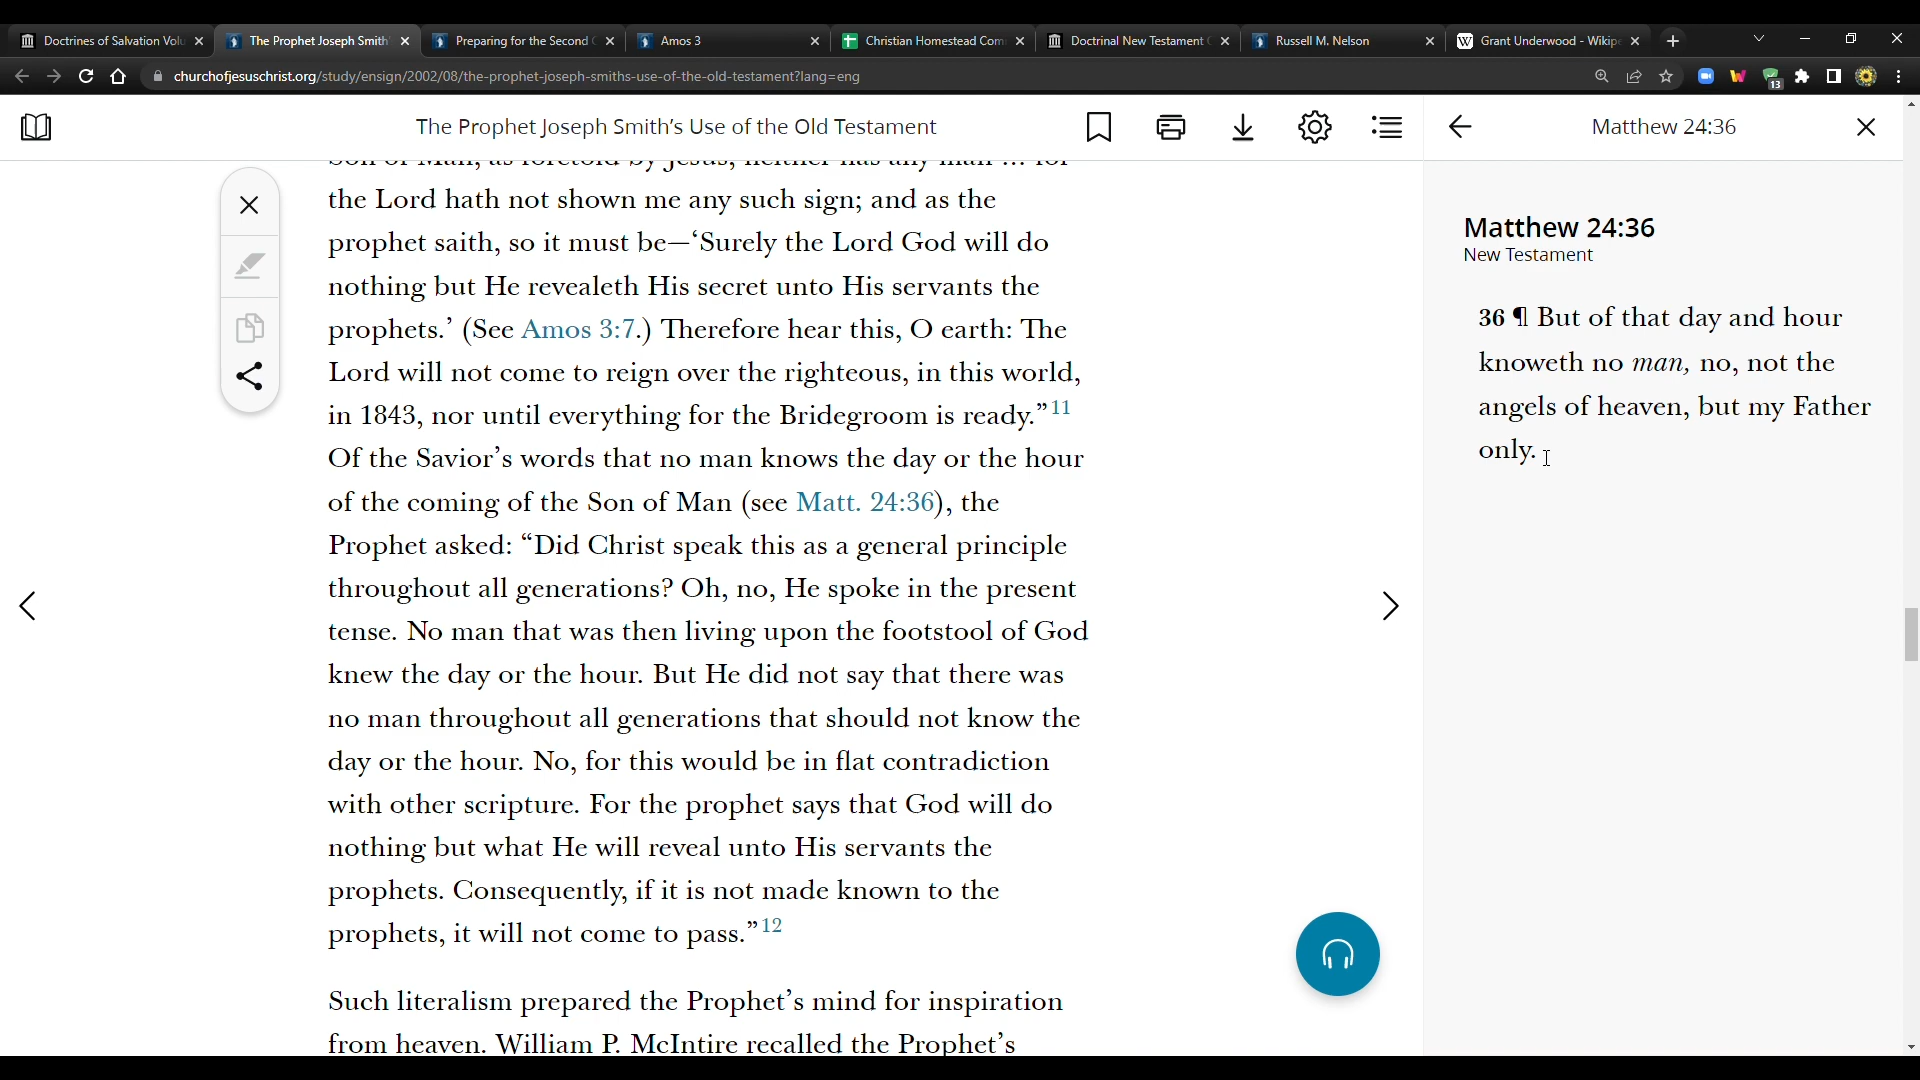 Doctrines of Salvation Volu
The Prophet Joseph Smith'
Preparing for the Second C
Amos 3
Christian Homestead Com
Doctrinal New Testament C
Russell M. Nelson
Grant Underwood - Wikip
churchofjesuschrist.org/study/ensign/2002/08/the-prophet-joseph-smiths-use-of-the-old-testament?lang=eng
13
The Prophet Joseph Smith’s Use of the Old Testament
Son of Man, as foretold by Jesus, neither has any man … for
the Lord hath not shown me any such sign; and as the
prophet saith, so it must be—‘Surely the Lord God will do
nothing but He revealeth His secret unto His servants the
prophets.’ (See Amos 3:7.) Therefore hear this, O earth: The
Lord will not come to reign over the righteous, in this world,
in 1843, nor until everything for the Bridegroom is ready.”11
Of the Savior’s words that no man knows the day or the hour
of the coming of the Son of Man (see Matt. 24:36), the
Prophet asked: “Did Christ speak this as a general principle
throughout all generations? Oh, no, He spoke in the present
tense. No man that was then living upon the footstool of God
knew the day or the hour. But He did not say that there was
no man throughout all generations that should not know the
day or the hour. No, for this would be in flat contradiction
with other scripture. For the prophet says that God will do
nothing but what He will reveal unto His servants the
prophets. Consequently, if it is not made known to the
prophets, it will not come to pass.”12
Such literalism prepared the Prophet’s mind for inspiration
from heaven. William P. McIntire recalled the Prophet’s
Matthew 24:36
Matthew 24:36
New Testament
36 ¶ But of that day and hour
knoweth no man, no, not the
angels of heaven, but my Father
only.